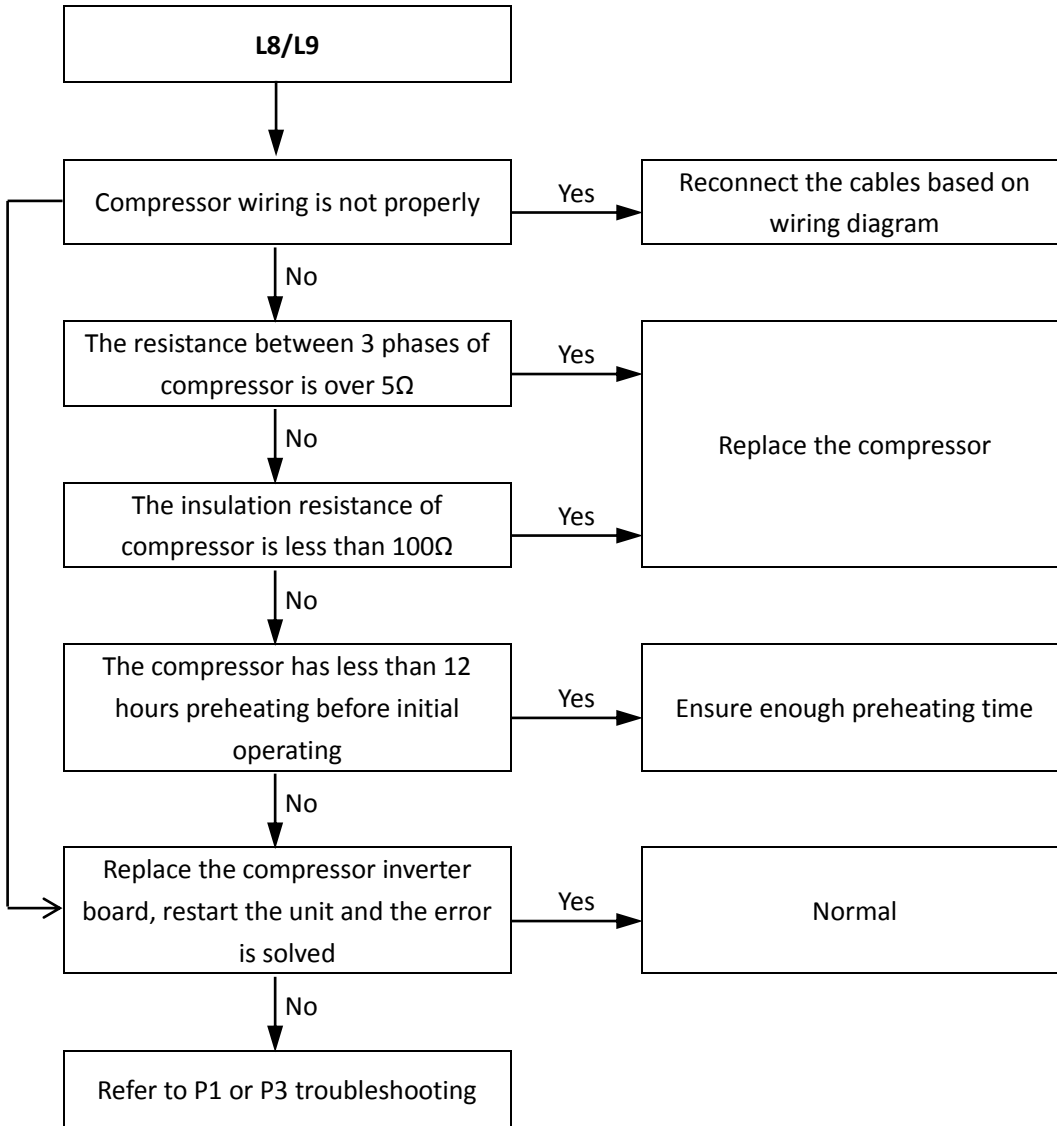 L8/L9
Compressor wiring is not properly
Yes
Reconnect the cables based on
wiring diagram
No
The resistance between 3 phases of
compressor is over 5Ω
Yes
Replace the compressor
No
The insulation resistance of
compressor is less than 100Ω
Yes
No
The compressor has less than 12
hours preheating before initial
operating
Yes
Ensure enough preheating time
No
Replace the compressor inverter
board, restart the unit and the error
is solved
Yes
Normal
No
Refer to P1 or P3 troubleshooting